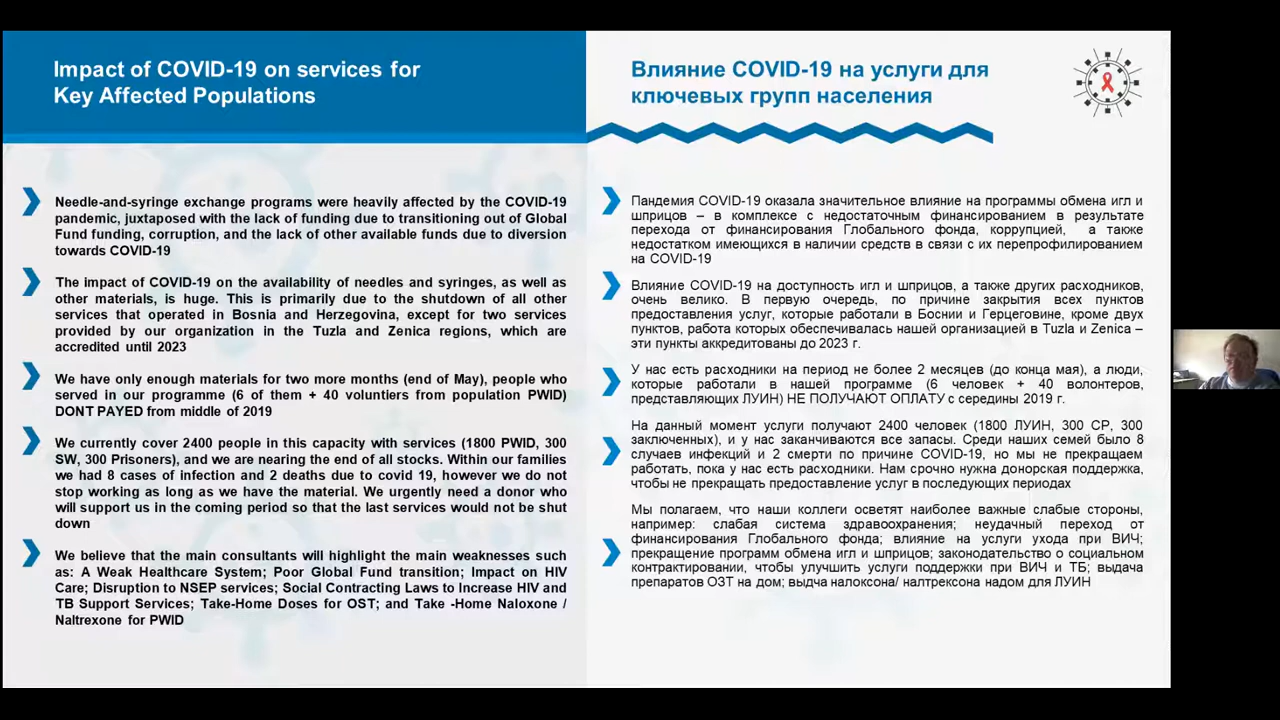 Impact of COVID-19 on services for
Key Affected Populations
Needle-and-syringe exchange programs were heavily affected by the COVID-19
pandemic, juxtaposed with the lack of funding due to transitioning out of Global
Fund funding, corruption, and the lack of other available funds due to diversion
towards COVID-19
The impact of COVID-19 on the availability of needles and syringes, as well as
other materials, is huge. This is primarily due to the shutdown of all other
services that operated in Bosnia and Herzegovina, except for two services
provided by our organization in the Tuzla and Zenica regions, which are
accredited until 2023
We have only enough materials for two more months (end of May), people who
served in our programme (6 of them + 40 voluntiers from population PWID)
DONT PAYED from middle of 2019
We currently cover 2400 people in this capacity with services (1800 PWID, 300
SW, 300 Prisoners), and we are nearing the end of all stocks. Within our families
we had 8 cases of infection and 2 deaths due to covid 19, however we do not
stop working as long as we have the material. We urgently need a donor who
will support us in the coming period so that the last services would not be shut
down
We believe that the main consultants will highlight the main weaknesses such
as: A Weak Healthcare System; Poor Global Fund transition; Impact on HIV
Care; Disruption to NSEP services; Social Contracting Laws to Increase HIV and
TB Support Services; Take-Home Doses for OST; and Take -Home Naloxone /
Naltrexone for PWID
Влияние COVID-19 на услуги для
ключевых групп населения
Пандемия COVID-19 оказала значительное влияние на программы обмена игл и
шприцов – в комплексе с недостаточным финансированием в результате
перехода от финансирования Глобального фонда, коррупцией, а также
недостатком имеющихся в наличии средств в связи с их перепрофилированием
на COVID-19
Влияние COVID-19 на доступность игл и шприцов, а также других расходников,
очень велико. В первую очередь, по причине закрытия всех пунктов
предоставления услуг, которые работали в Боснии и Герцеговине, кроме двух
пунктов, работа которых обеспечивалась нашей организацией в Tuzla и Zenica –
эти пункты аккредитованы до 2023 г.
У нас есть расходники на период не более 2 месяцев (до конца мая), а люди,
которые работали в нашей программе (6 человек + 40 волонтеров,
представляющих ЛУИН) НЕ ПОЛУЧАЮТ ОПЛАТУ с середины 2019 г.
На данный момент услуги получают 2400 человек (1800 ЛУИН, 300 СР, 300
заключенных), и у нас заканчиваются все запасы. Среди наших семей было 8
случаев инфекций и 2 смерти по причине COVID-19, но мы не прекращаем
работать, пока у нас есть расходники. Нам срочно нужна донорская поддержка,
чтобы не прекращать предоставление услуг в последующих периодах
Мы полагаем, что наши коллеги осветят наиболее важные слабые стороны,
например: слабая система здравоохранения; неудачный переход от
финансирования Глобального фонда; влияние на услуги ухода при ВИЧ;
прекращение программ обмена игл и шприцов; законодательство о социальном
контрактировании, чтобы улучшить услуги поддержки при ВИЧ и ТБ; выдача
препаратов ОЗТ на дом; выдча налоксона/ налтрексона надом для ЛУИН